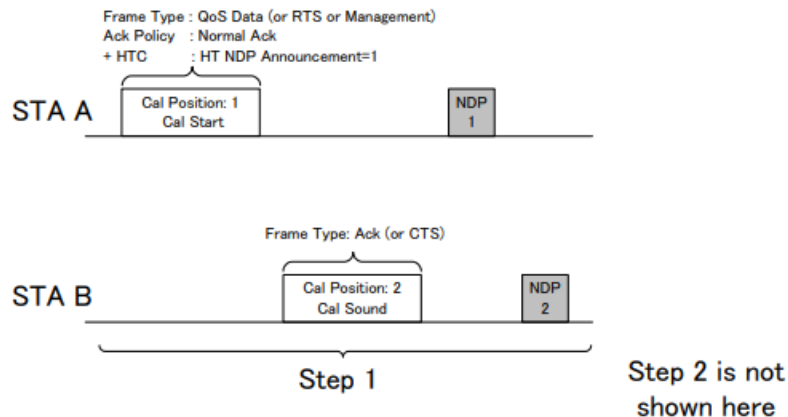 Frame Type : QoS Data (or RTS or Management)
Ack Policy : Normal Ack
+ HTC : HT NDP Announcement=1
STA A
Cal Position: 1
Cal Start
NDP
1
Frame Type: Ack (or CTS)
STA B
Cal Position: 2
Cal Sound
NDP
2
Step 1
Step 2 is not
shown here